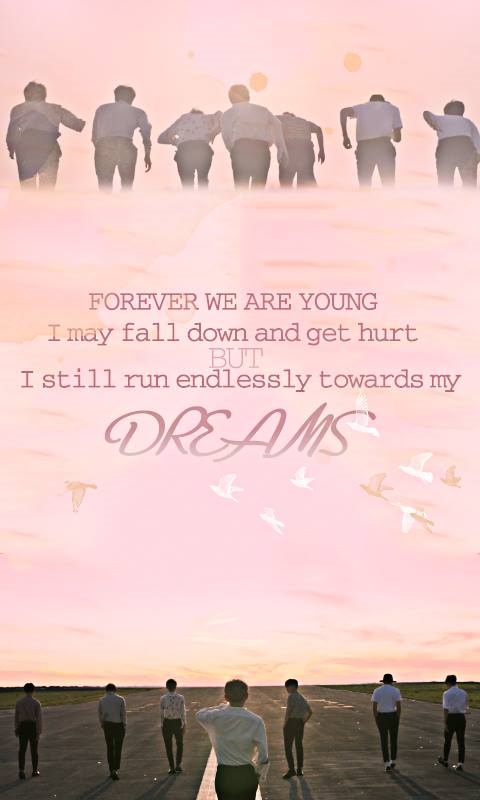 FOREVER WE ARE YOUNG
I may fall down and get hurt
BUT
I still run endlessly towards my
DREAMS